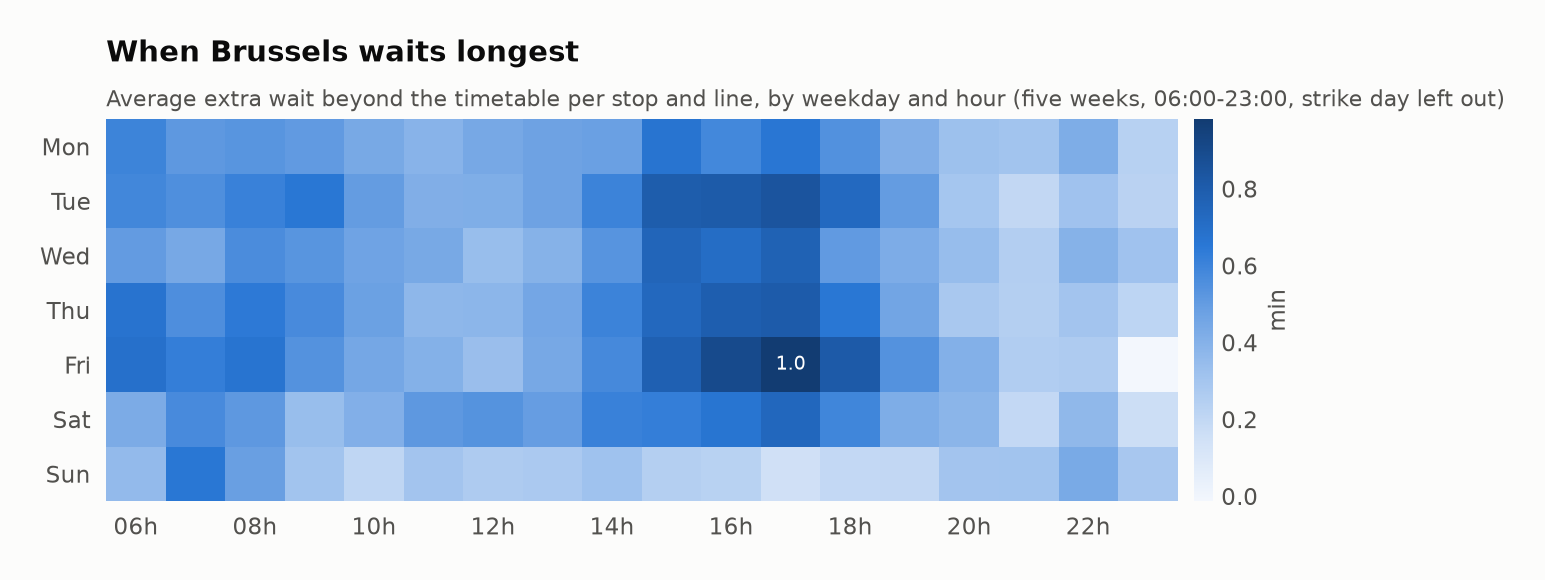 When Brussels waits longest
Average extra wait beyond the timetable per stop and line, by weekday and hour (five weeks, 06:00-23:00, strike day left out)
Mon
Tue
Wed
Thu
Fri
Sat
Sun
1.0
06h 08h 10h 12h 14h 16h 18h 20h 22h
0.8
0.6
0.4
0.2
0.0
min